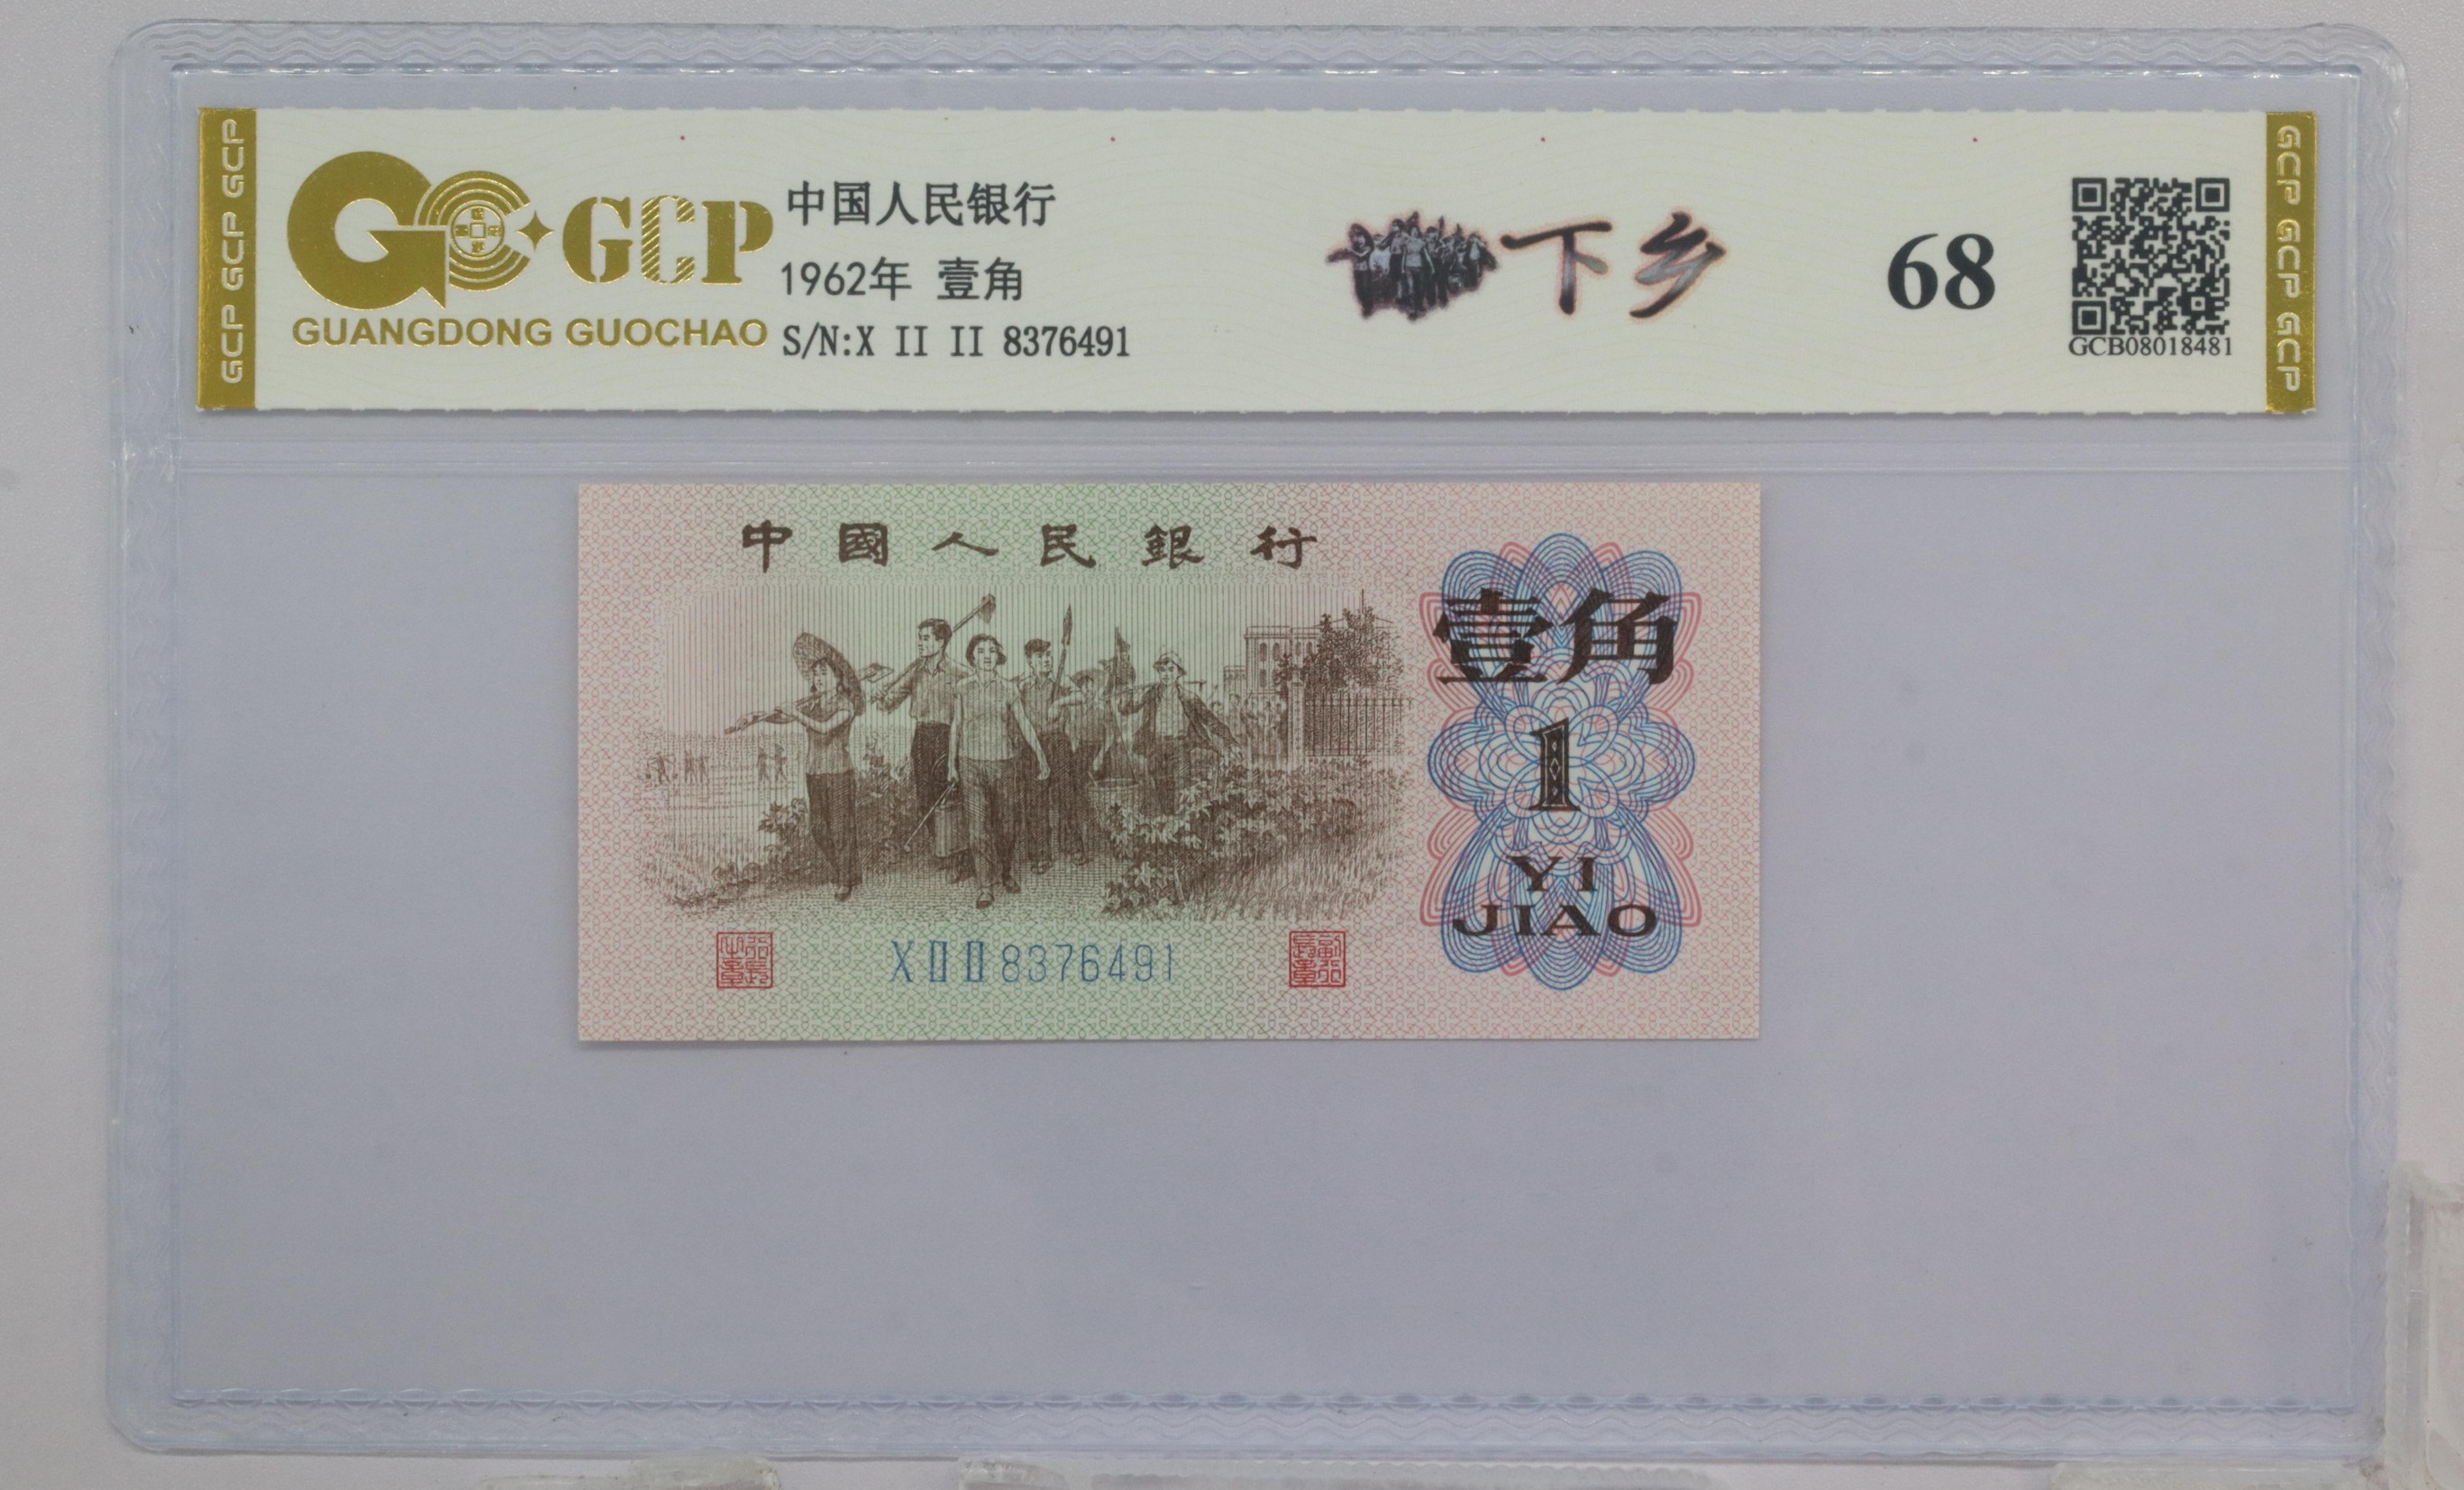 GCP GCP GCP
GCP
GUANGDONG GUOCHAO
中国人民银行
1962年 壹角
S/N:X II II 8376491
下乡
68
GCB08018481
GCP GCP GCP
中國人民銀行
壹角
1
YI
JIAO
X II II 8376491